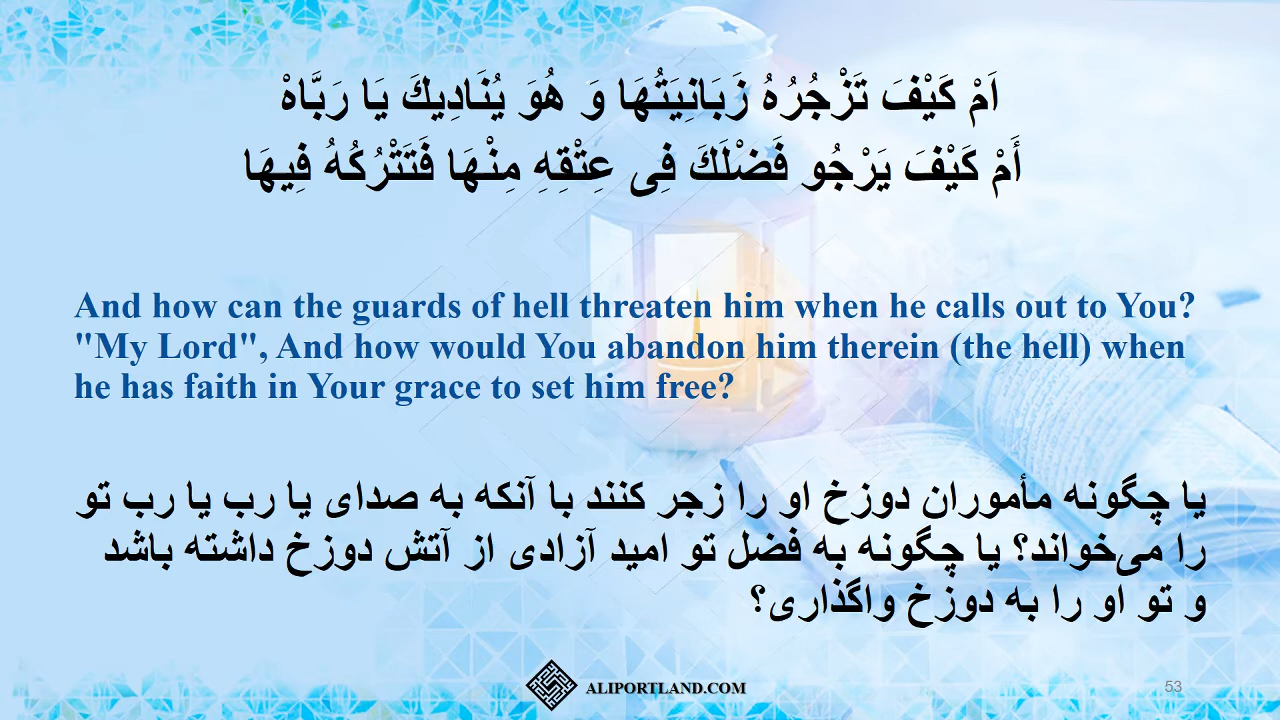 اَمْ كَيْفَ تَزْجُرُهُ زَبَانِيَتُهَا وَ هُوَ يُنَادِيكَ يَا رَبَّاهْ
أَمْ كَيْفَ يَرْجُو فَضْلَكَ فِی عِتْقِهِ مِنْهَا فَتَتْرُكُهُ فِيهَا
And how can the guards of hell threaten him when he calls out to You?
"My Lord", And how would You abandon him therein (the hell) when
he has faith in Your grace to set him free?
یا چگونه مأموران دوزخ او را زجر کنند با آنکه به صدای یا رب یا رب تو
را می‌خواند؟ یا چگونه به فضل تو امید آزادی از آتش دوزخ داشته باشد
و تو او را به دوزخ واگذاری؟
ALIPORTLAND.COM
53